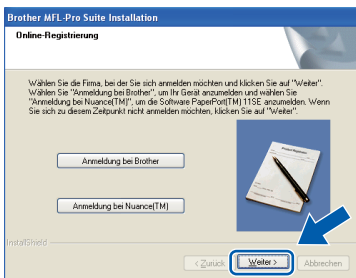 Brother MFL-Pro Suite Installation
Online-Registrierung
Wählen Sie die Firma, bei der Sie sich anmelden möchten und klicken Sie auf "Weiter".
Wählen Sie "Anmeldung bei Brother", um Ihr Gerät anzumelden und wählen Sie
"Anmeldung bei Nuance(TM)", um die Software PaperPort(TM) 11SE anzumelden. Wenn
Sie sich zu diesem Zeitpunkt nicht anmelden möchten, klicken Sie auf "Weiter".
Anmeldung bei Brother
Anmeldung bei Nuance(TM)
InstallShield
< Zurück Weiter > Abbrechen